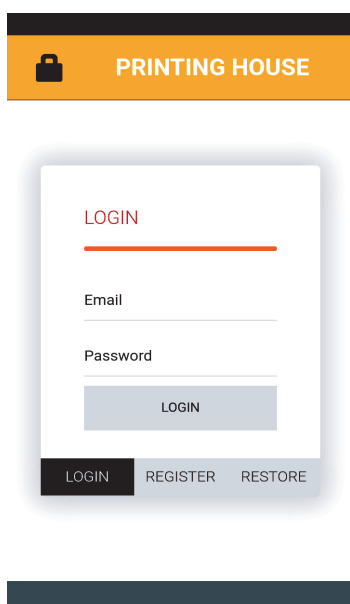 PRINTING HOUSE
LOGIN
Email
Password
LOGIN
LOGIN REGISTER RESTORE